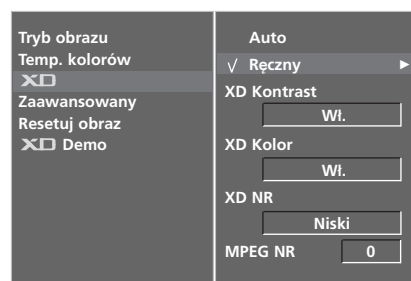 Tryb obrazu
Temp. kolorów
XD
Zaawansowany
Resetuj obraz
XD Demo
Auto
√ Ręczny ►
XD Kontrast
Wł.
XD Kolor
Wł.
XD NR
Niski
MPEG NR 0